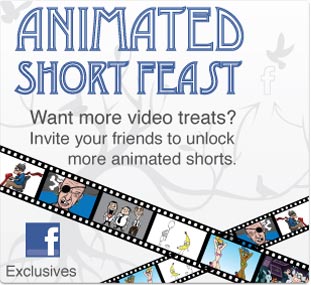 ANIMATED
SHORT FEAST
Want more video treats?
Invite your friends to unlock
more animated shorts.
f
f
Exclusives